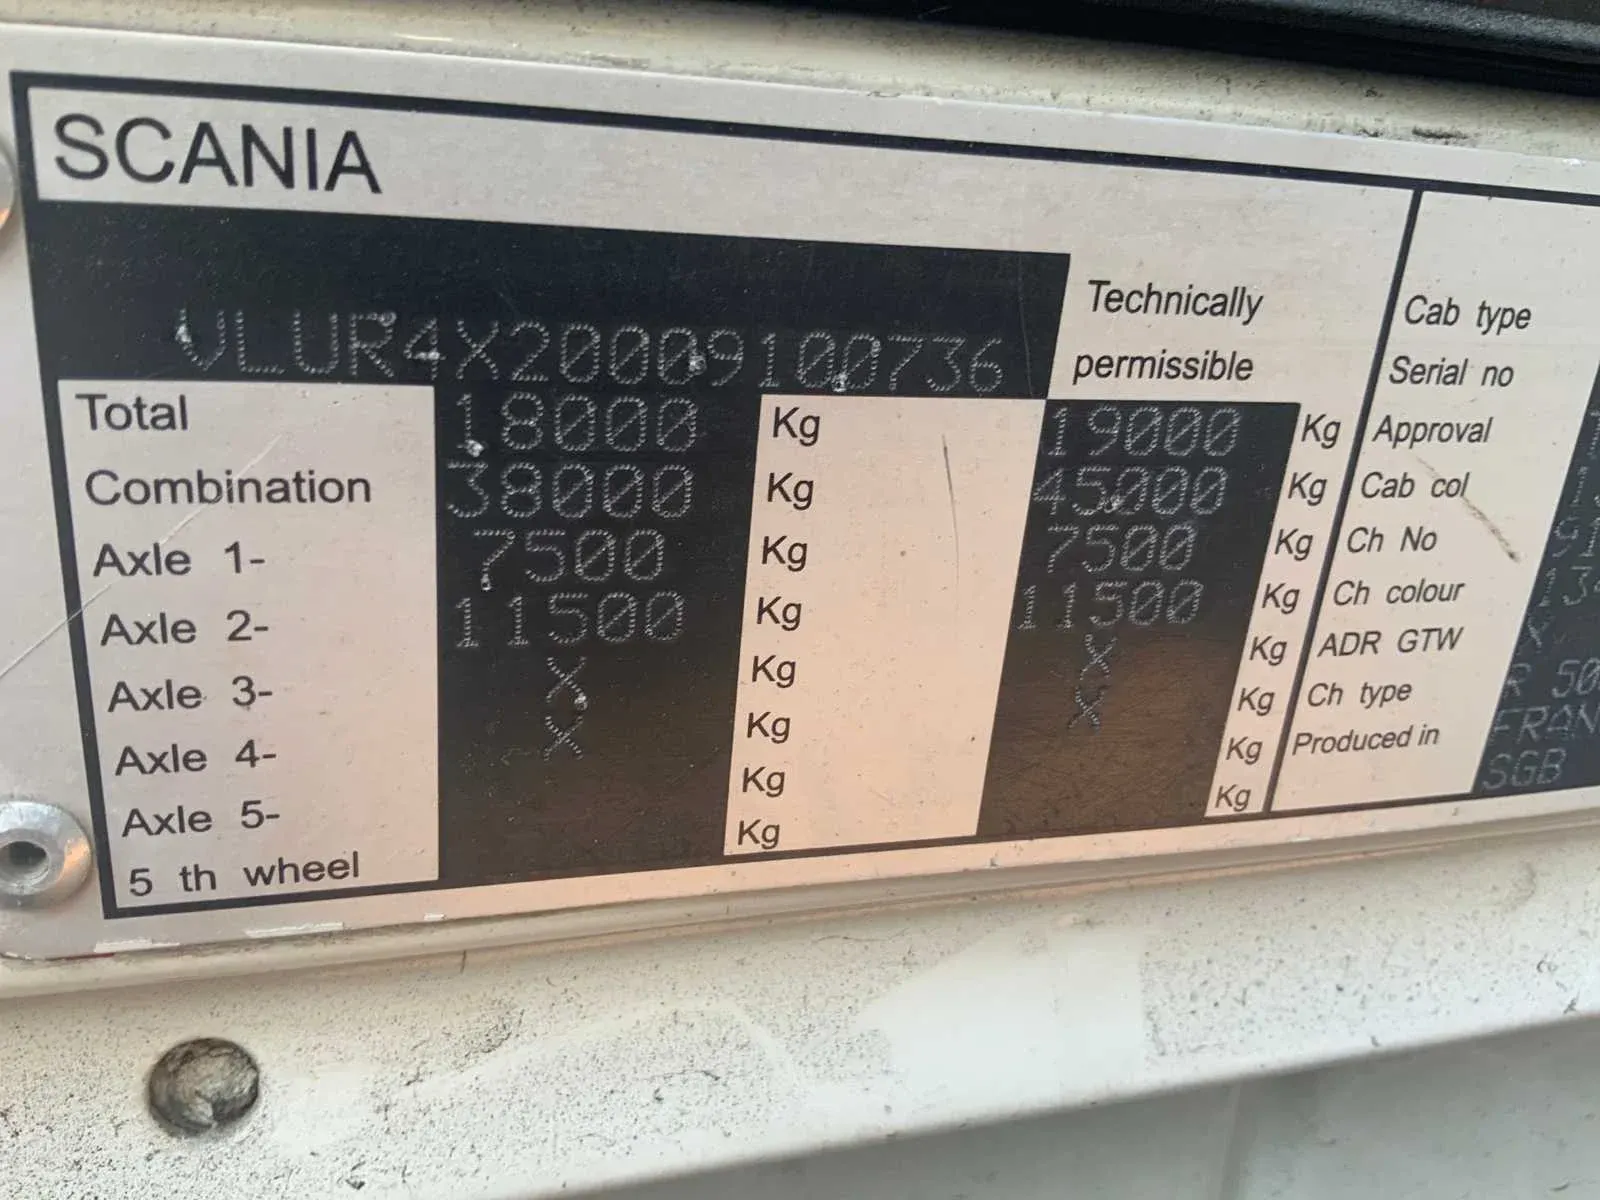 SCANIA
VLUR4X20009100736
Technically
permissible
Total 18000 Kg 19000 Kg
Combination 38000 Kg 45000 Kg
Axle 1- 7500 Kg 7500 Kg
Axle 2- 11500 Kg 11500 Kg
Axle 3- X Kg X Kg
Axle 4- X Kg X Kg
Axle 5- Kg Kg
5 th wheel Kg Kg
Cab type
Serial no
Approval
Cab col
Ch No
Ch colour
ADR GTW X
Ch type R 50
Produced in FRAN
SGB